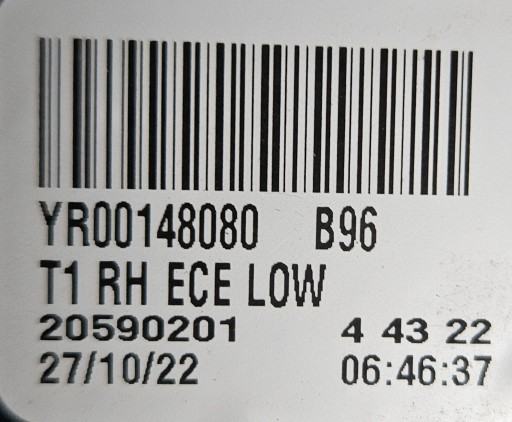 YR00148080 B96
T1 RH ECE LOW
20590201 4 43 22
27/10/22 06:46:37